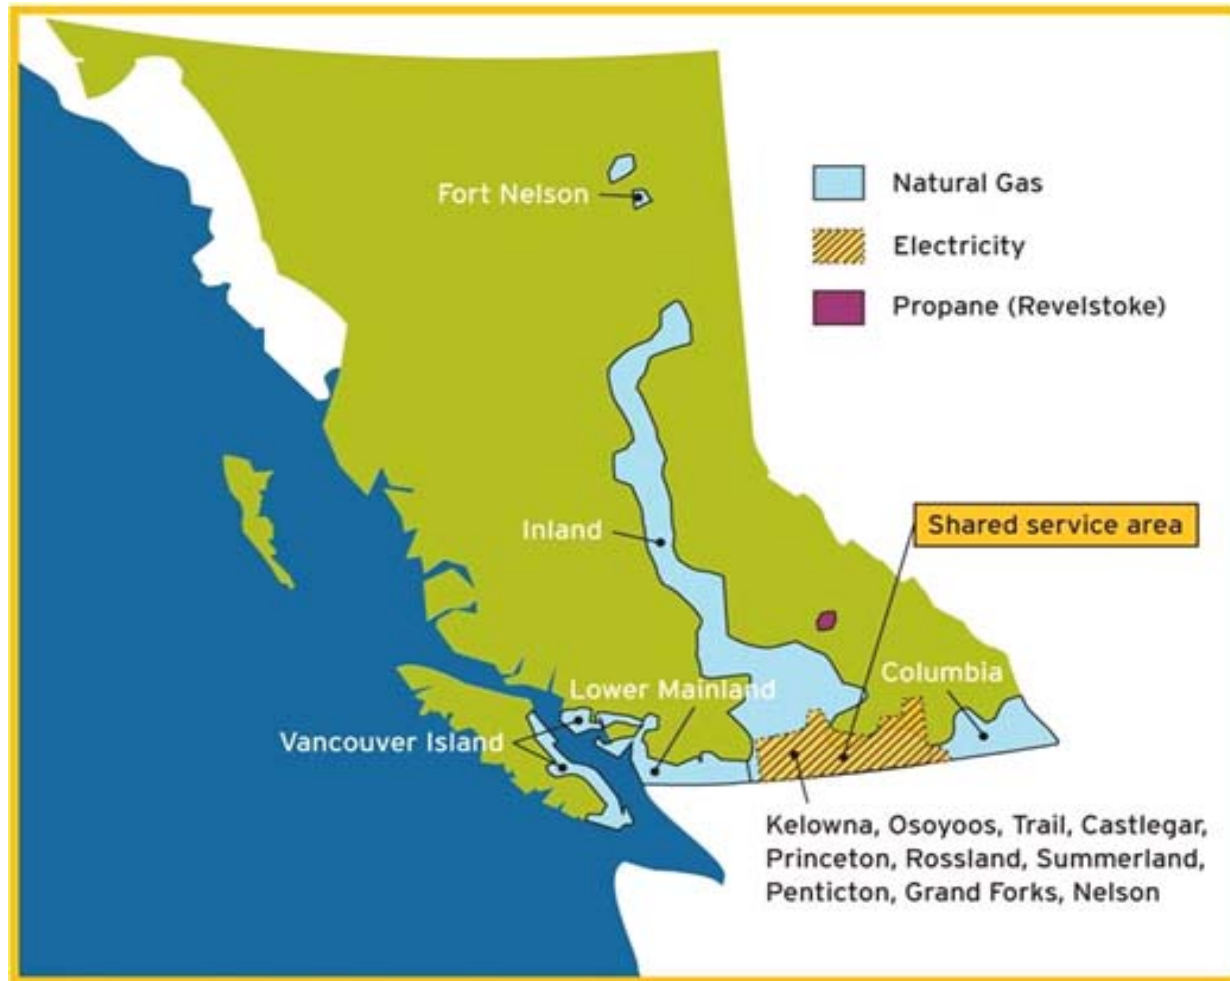 Fort Nelson
Natural Gas
Electricity
Propane (Revelstoke)
Inland
Shared service area
Columbia
Lower Mainland
Vancouver Island
Kelowna, Osoyoos, Trail, Castlegar,
Princeton, Rossland, Summerland,
Penticton, Grand Forks, Nelson